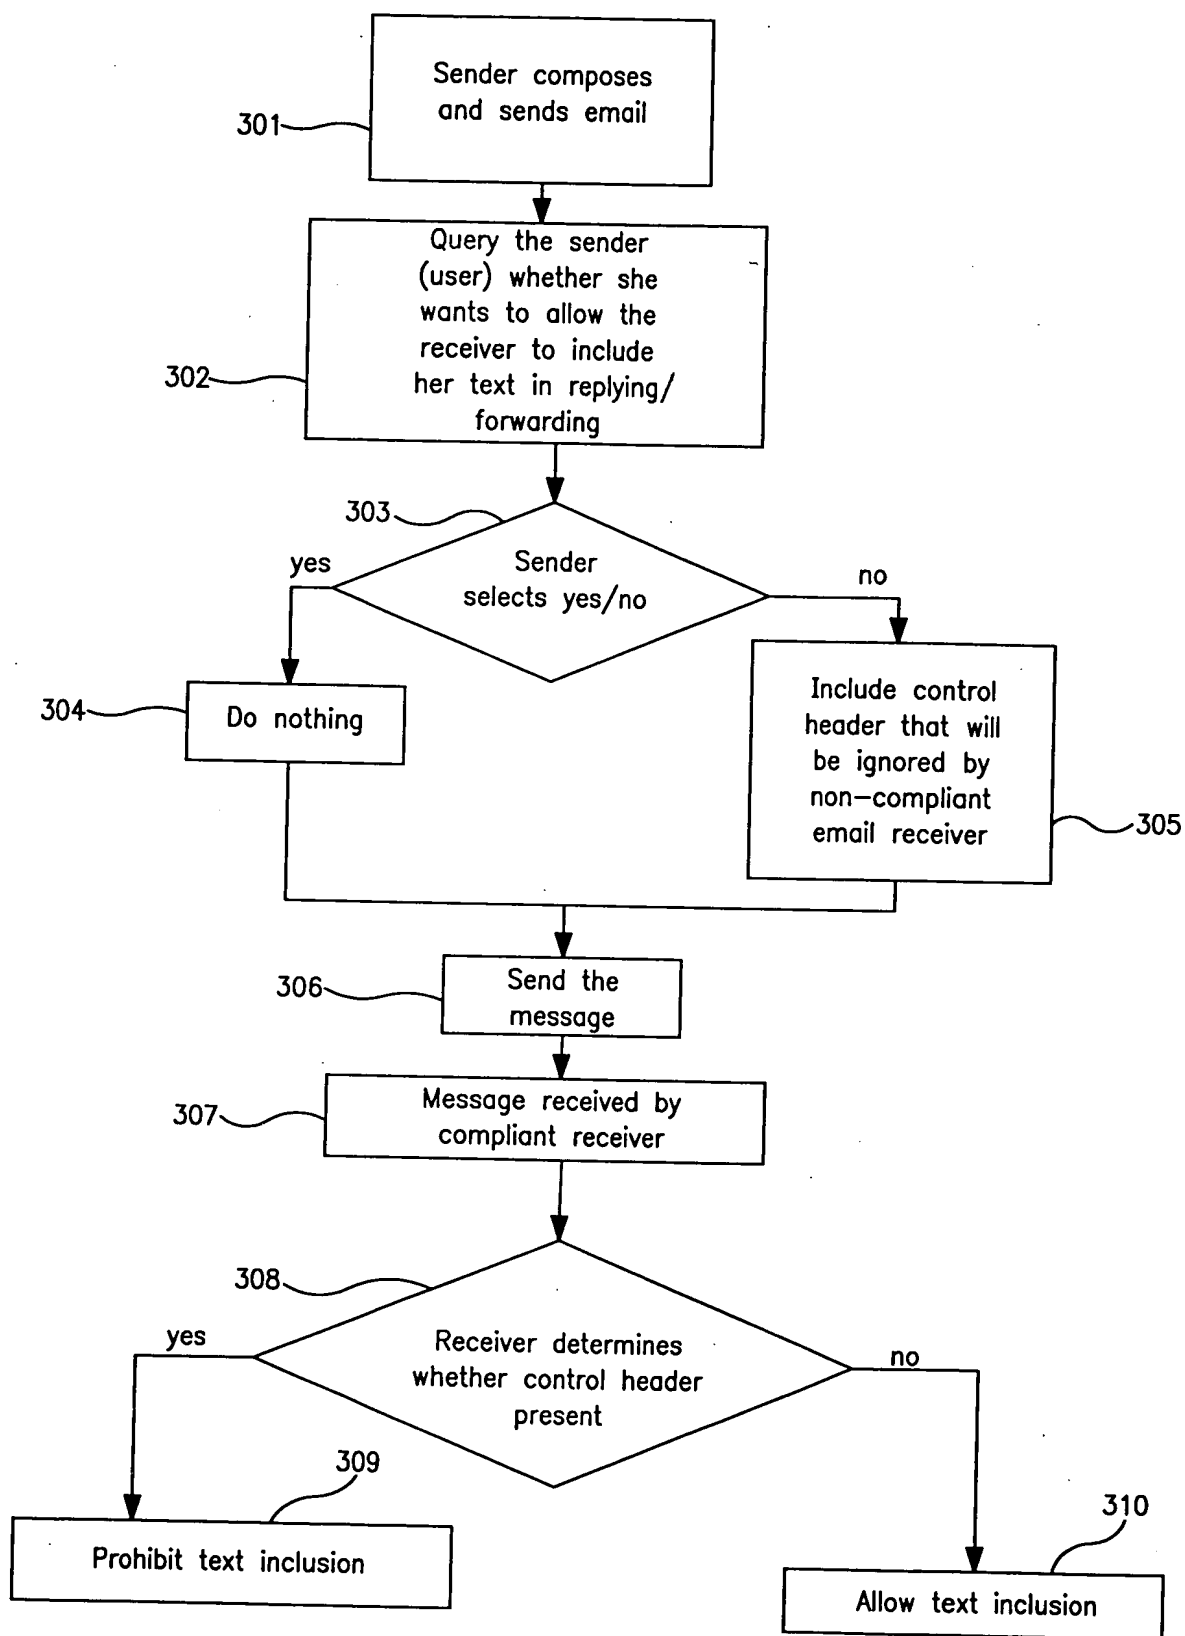 Sender composes
and sends email
301
Query the sender
(user) whether she
wants to allow the
receiver to include
her text in replying/
forwarding
302
303
Sender
selects yes/no
yes
no
304
Do nothing
Include control
header that will
be ignored by
non-compliant
email receiver
305
306
Send the
message
307
Message received by
compliant receiver
308
Receiver determines
whether control header
present
yes
no
309
Prohibit text inclusion
310
Allow text inclusion